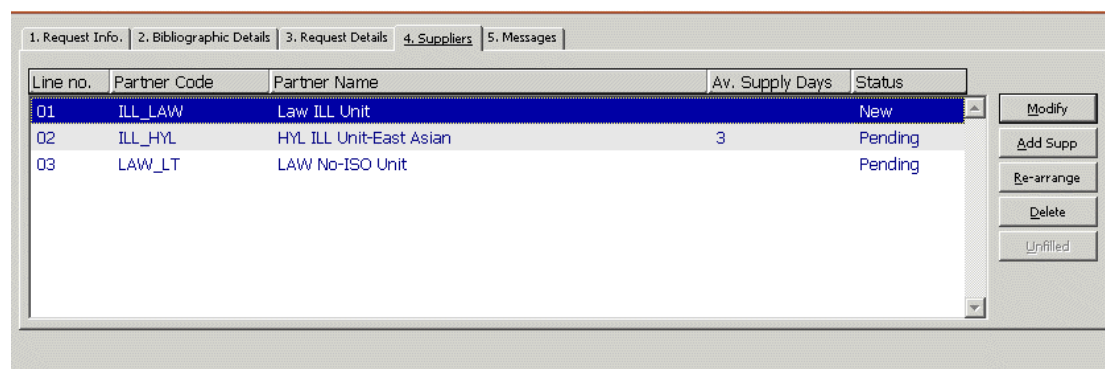 1. Request Info. 2. Bibliographic Details 3. Request Details 4. Suppliers 5. Messages
Line no. Partner Code Partner Name Av. Supply Days Status
01 ILL_LAW Law ILL Unit New
02 ILL_HYL HYL ILL Unit-East Asian 3 Pending
03 LAW_LT LAW No-ISO Unit Pending
Modify
Add Supp
Re-arrange
Delete
Unfilled